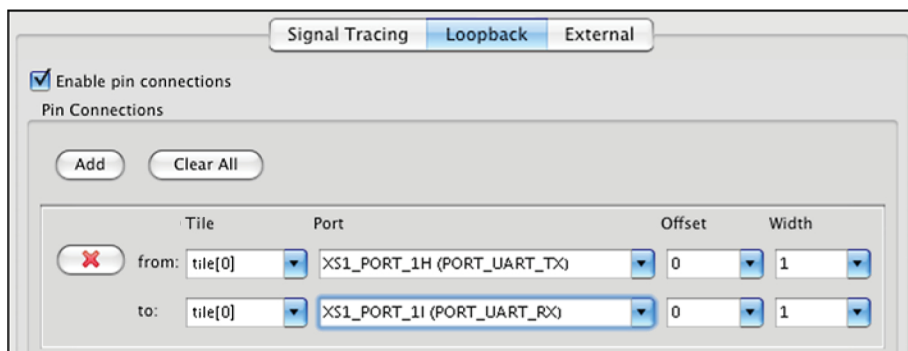 Signal Tracing Loopback External
Enable pin connections
Pin Connections
Add Clear All
Tile Port Offset Width
from: tile[0] XS1_PORT_1H (PORT_UART_TX) 0 1
to: tile[0] XS1_PORT_1I (PORT_UART_RX) 0 1